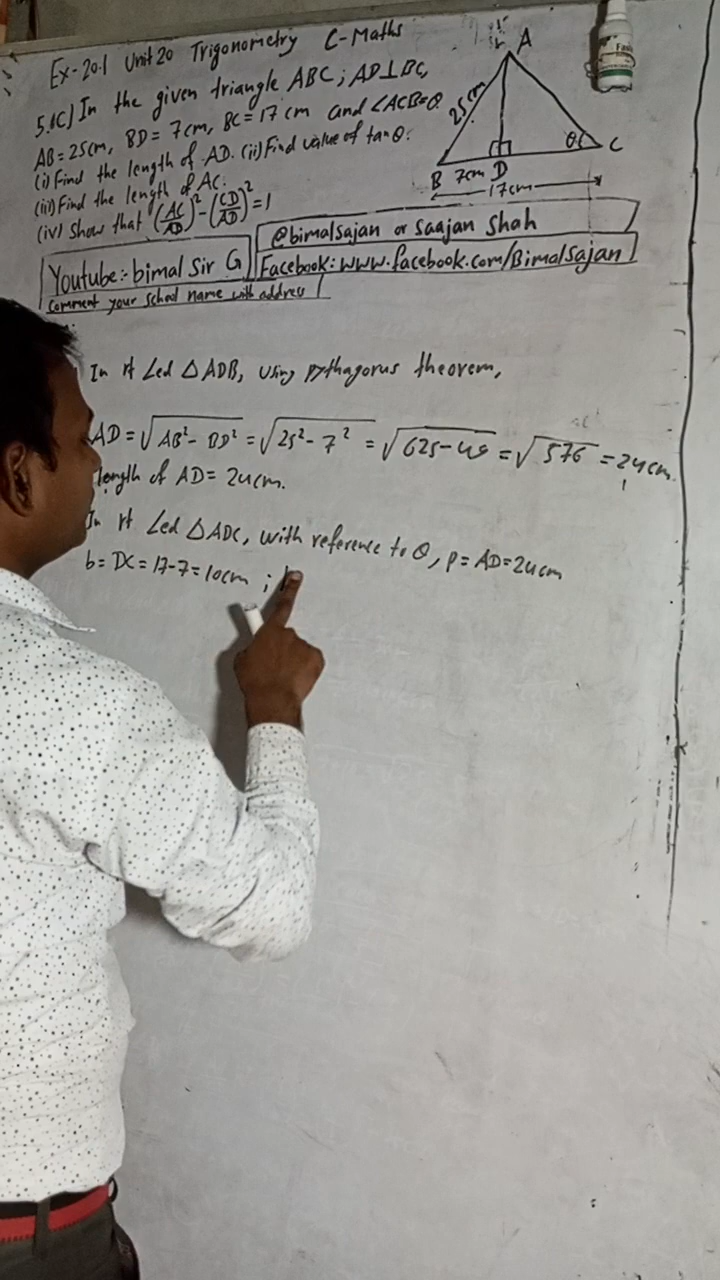 Ex-20.1 Unit 20 Trigonometry C-Maths
5.(C) In the given triangle ABC; AD⊥BC,
AB=25cm, BD=7cm, BC=17cm and ∠ACB=θ.
(i) Find the length of AD. (ii) Find value of tanθ.
(iii) Find the length of AC.
(iv) Show that (AC/AD)²-(CD/AD)²=1
A
25cm
θ
C
B 7cm D
17cm
Youtube:- bimal Sir G
@bimalsajan or Saajan Shah
Facebook: www.facebook.com/BimalSajan
Comment your school name with address
In rt ∠ed △ADB, using pythagorus theorem,
AD=√AB²-BD² = √25²-7² = √625-49 = √576 = 24cm.
length of AD=24cm.
In rt ∠ed △ADC, with reference to θ, p=AD=24cm
b=DC=17-7=10cm ;